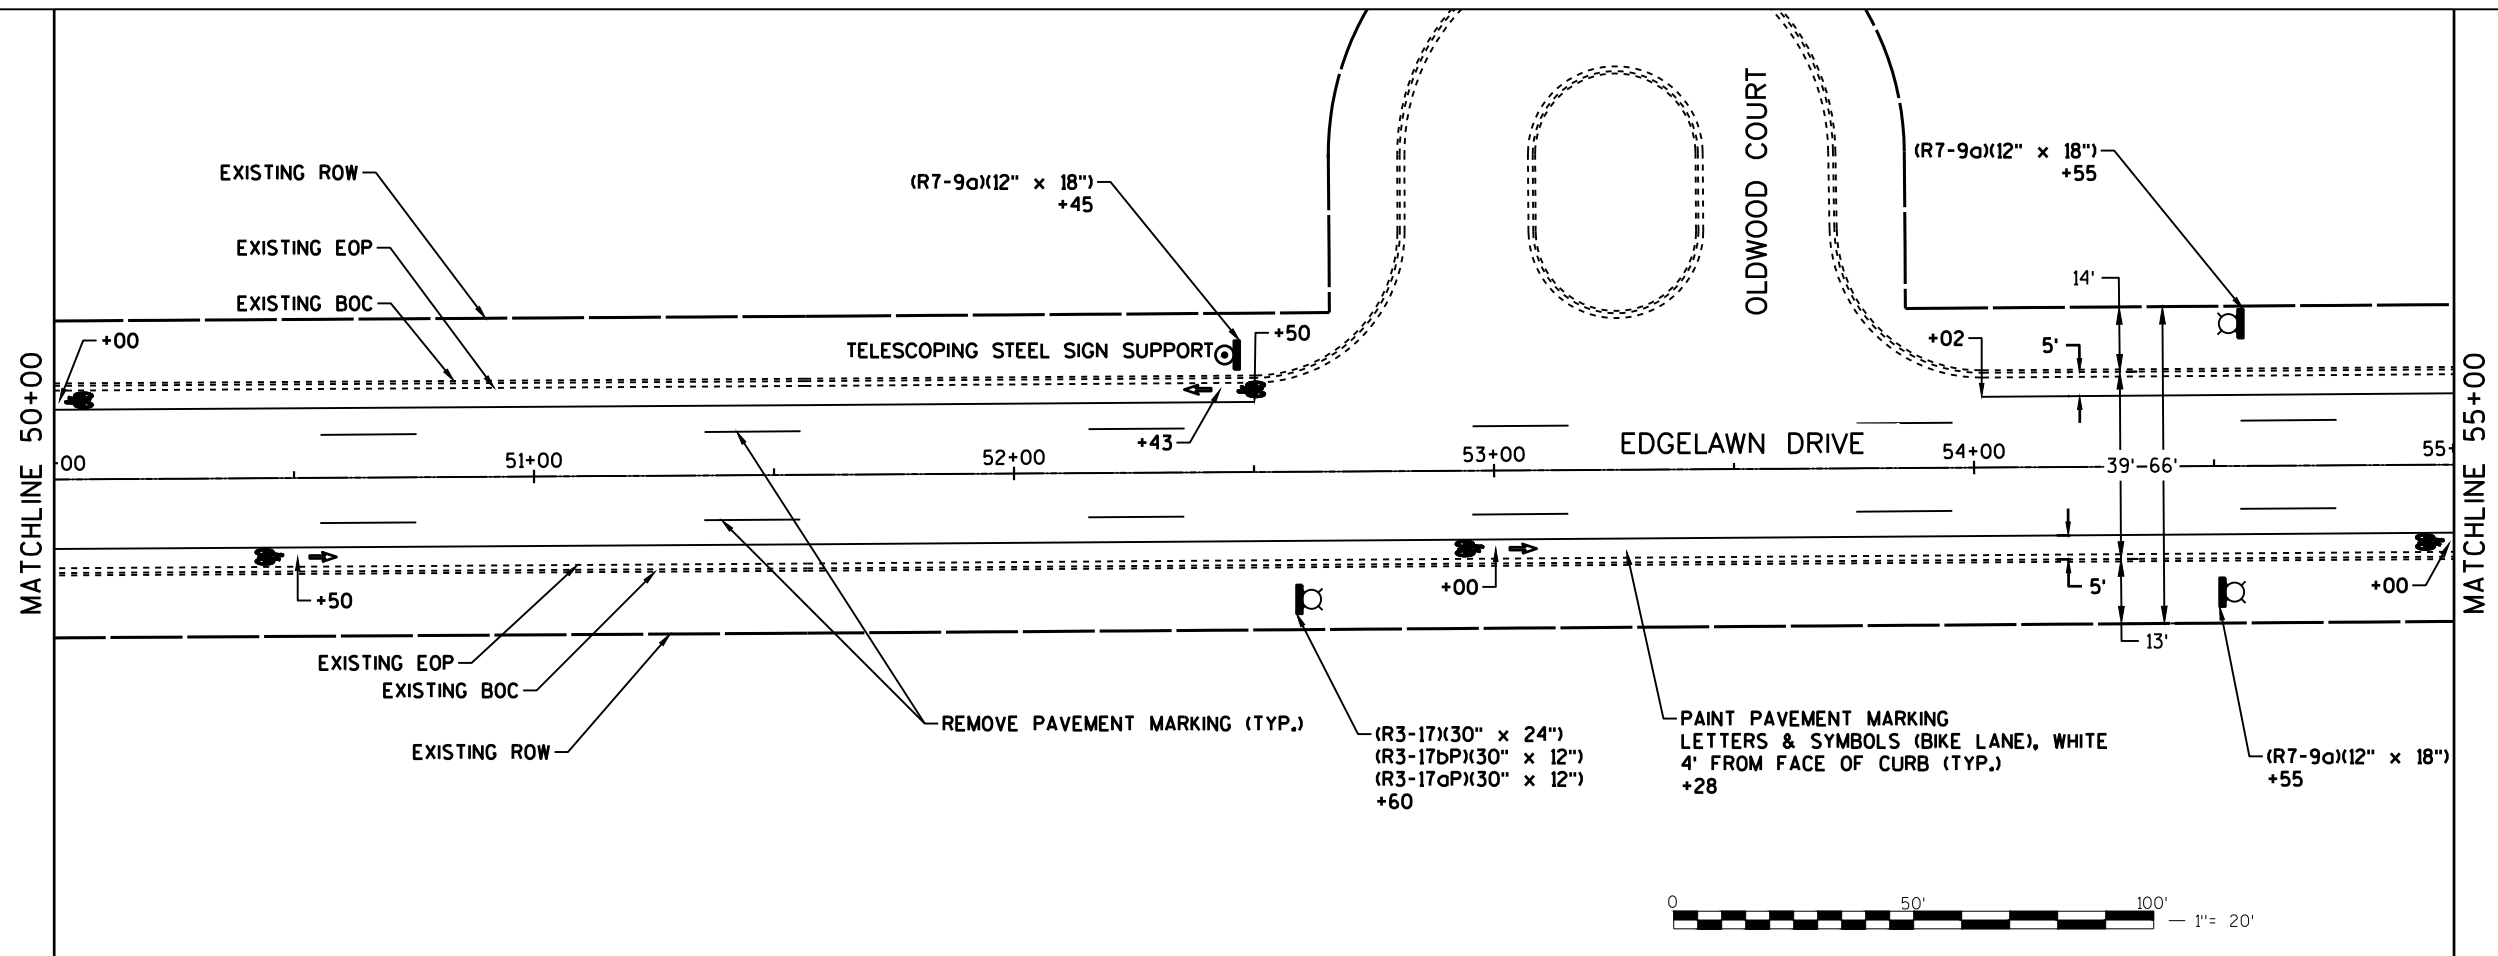 OLDWOOD COURT
EXISTING ROW
(R7-9a)(12" x 18")
+45
(R7-9a)(12" x 18")
+55
EXISTING EOP
EXISTING BOC
14'
+00
TELESCOPING STEEL SIGN SUPPORT
+50
+02
5'
MATCHLINE 50+00
MATCHLINE 55+00
+43
EDGELAWN DRIVE
00
51+00
52+00
53+00
54+00
39'-66'
55+
+50
+00
5'
+00
13'
EXISTING EOP
EXISTING BOC
EXISTING ROW
REMOVE PAVEMENT MARKING (TYP.)
(R3-17)(30" x 24")
(R3-17bP)(30" x 12")
(R3-17aP)(30" x 12")
+60
PAINT PAVEMENT MARKING
LETTERS & SYMBOLS (BIKE LANE), WHITE
4' FROM FACE OF CURB (TYP.)
+28
(R7-9a)(12" x 18")
+55
0 50' 100'
1"= 20'